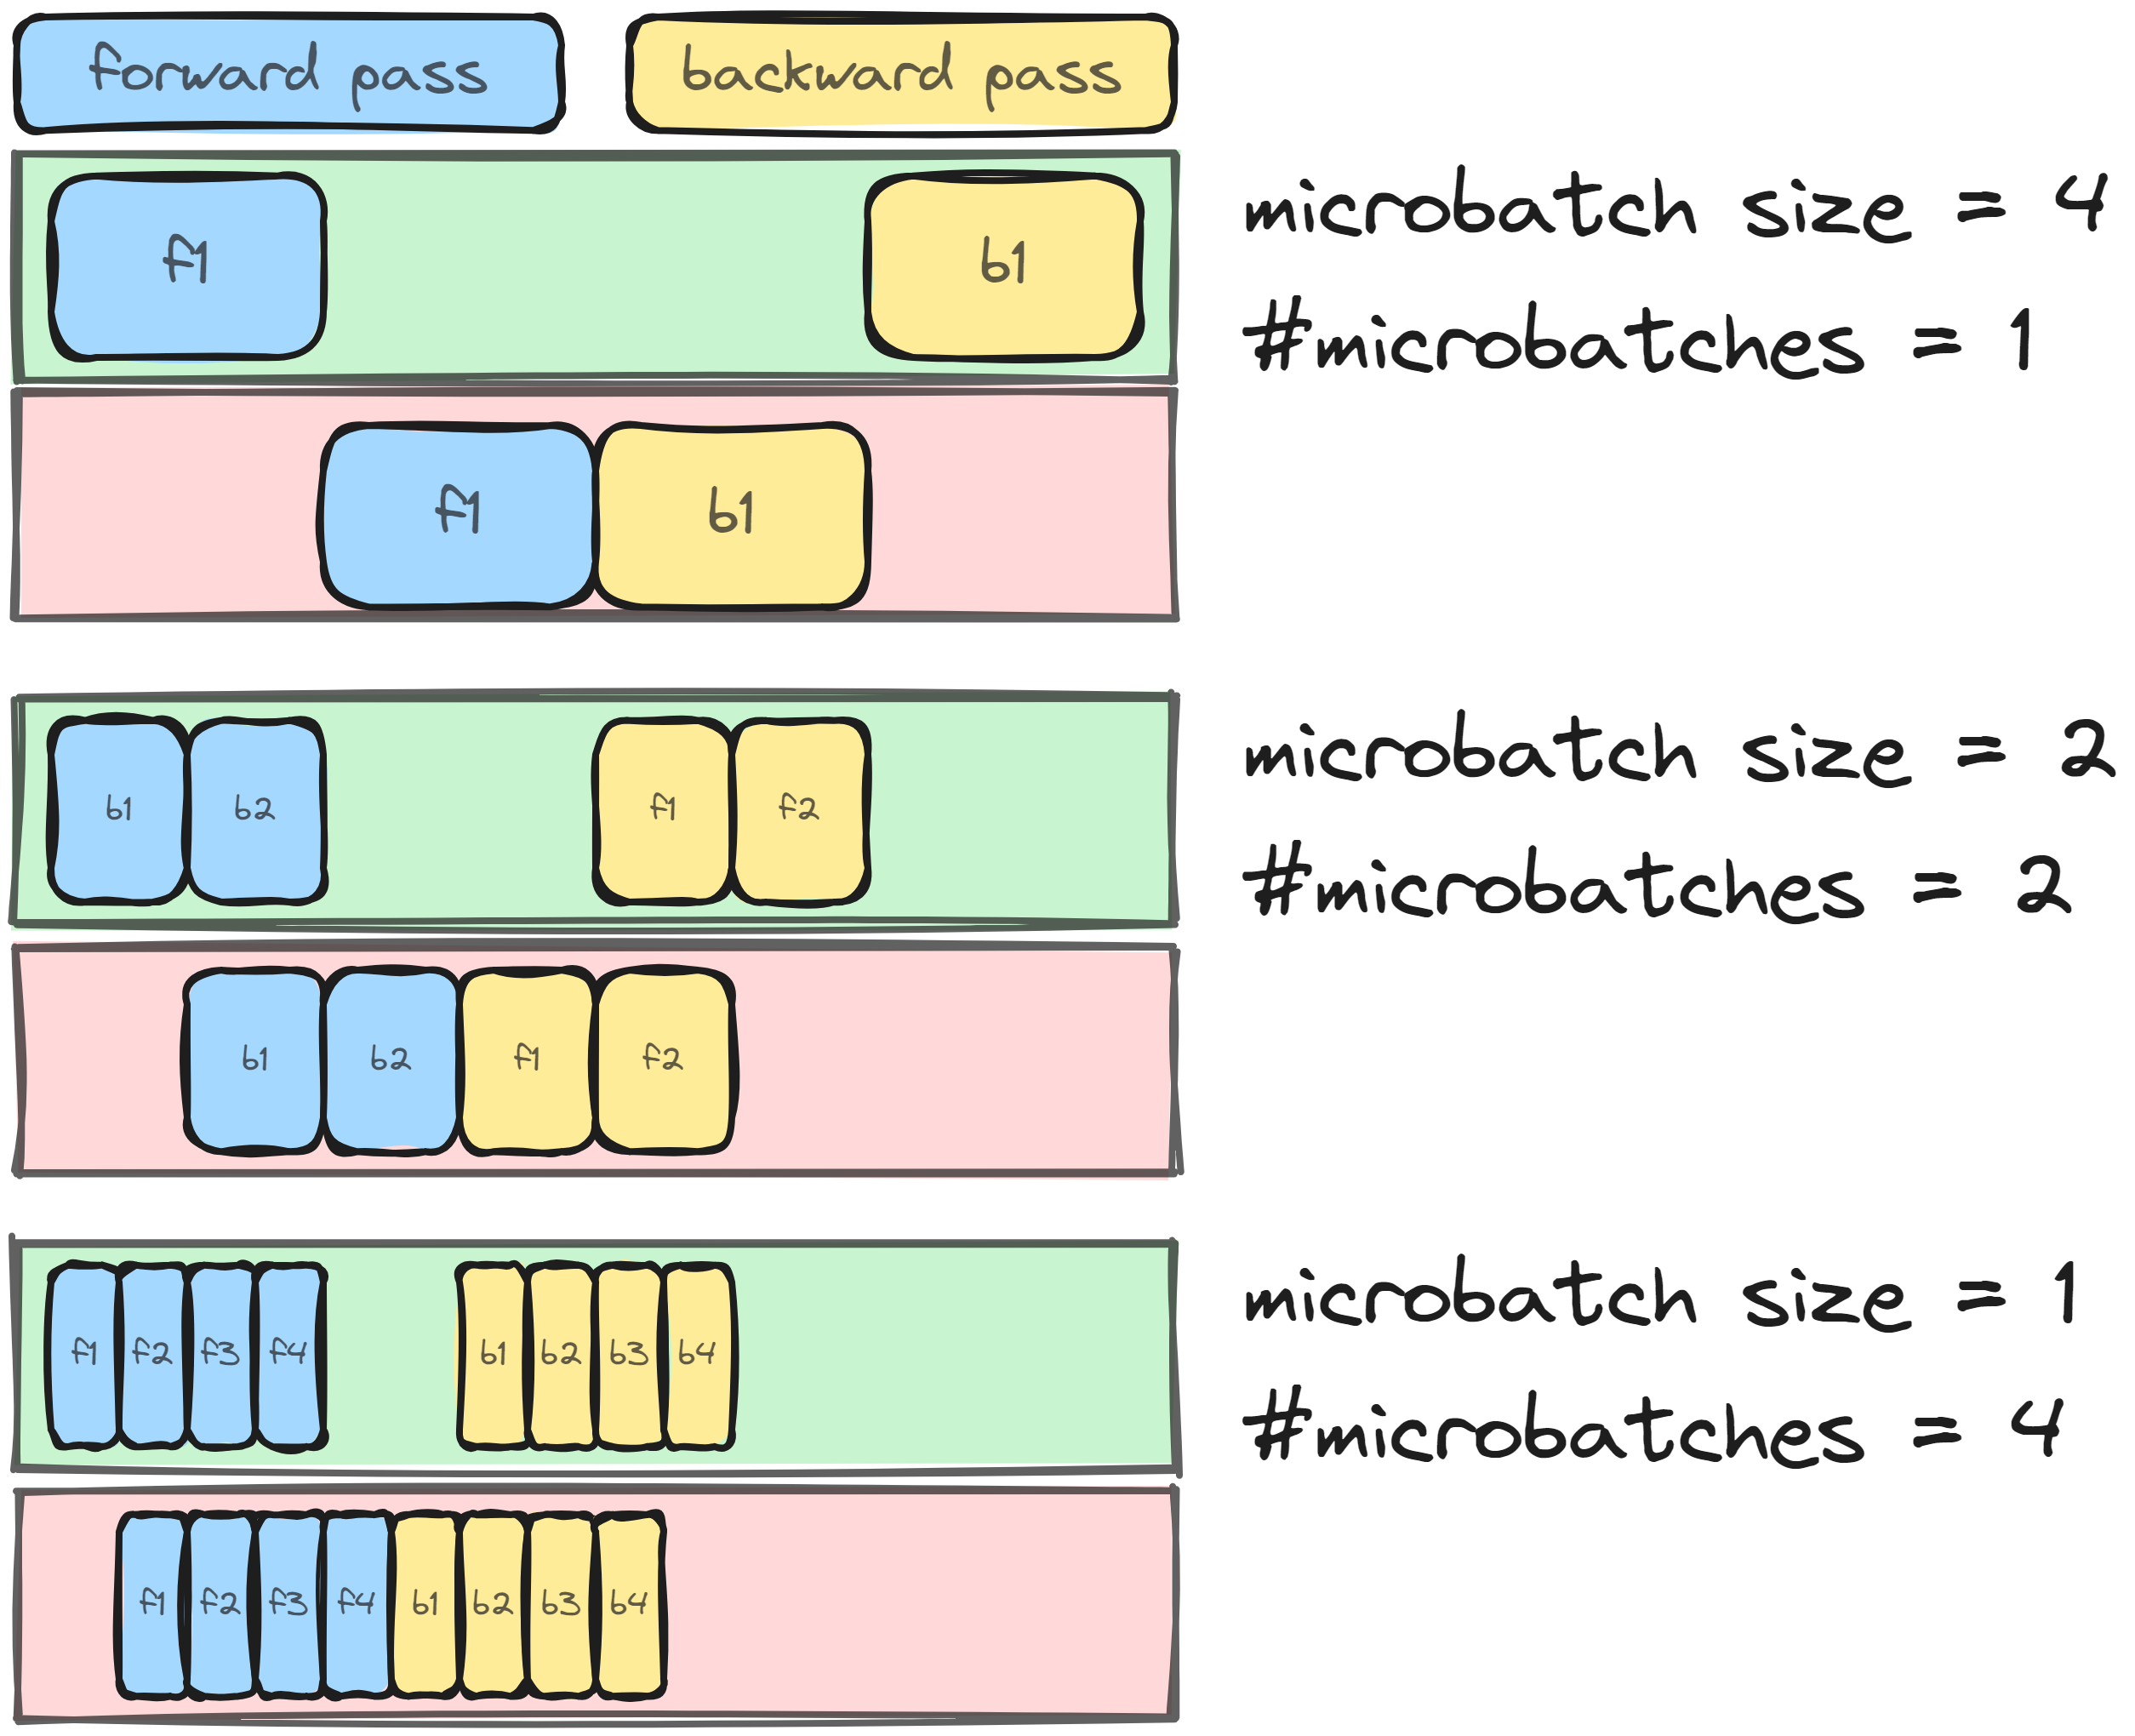 forward pass backward pass
f1 b1
microbatch size = 4
#microbatches = 1
f1 b1
b1 b2 f1 f2
microbatch size = 2
#microbatches = 2
b1 b2 f1 f2
f1 f2 f3 f4 b1 b2 b3 b4
microbatch size = 1
#microbatches = 4
f1 f2 f3 f4 b1 b2 b3 b4